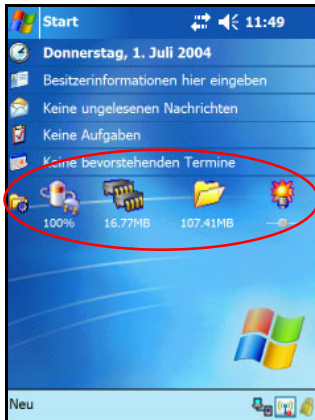 Start 11:49
Donnerstag, 1. Juli 2004
Besitzerinformationen hier eingeben
Keine ungelesenen Nachrichten
Keine Aufgaben
Keine bevorstehenden Termine
100% 16.77MB 107.41MB
Neu